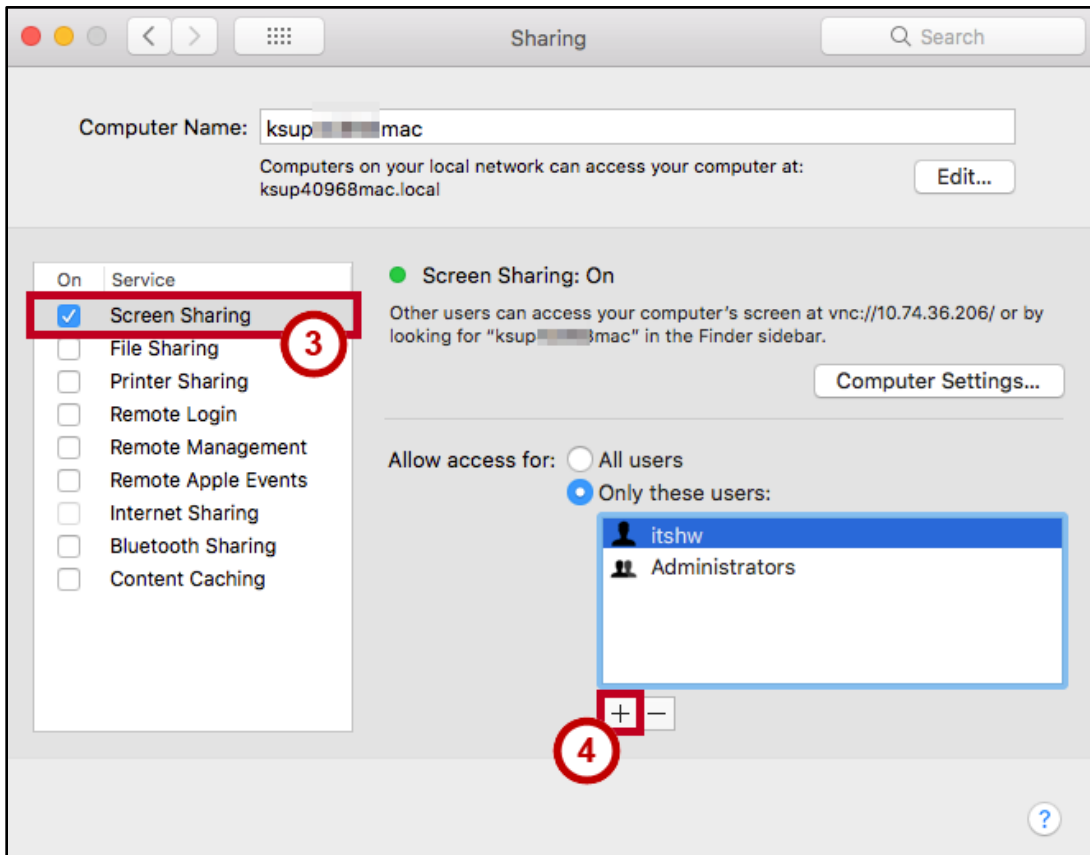 Sharing
Search
Computer Name: ksup mac
Computers on your local network can access your computer at:
ksup40968mac.local
Edit...
On Service
Screen Sharing
3
File Sharing
Printer Sharing
Remote Login
Remote Management
Remote Apple Events
Internet Sharing
Bluetooth Sharing
Content Caching
Screen Sharing: On
Other users can access your computer's screen at vnc://10.74.36.206/ or by
looking for “ksup mac” in the Finder sidebar.
Computer Settings...
Allow access for: All users
Only these users:
itshw
Administrators
+ −
4
?